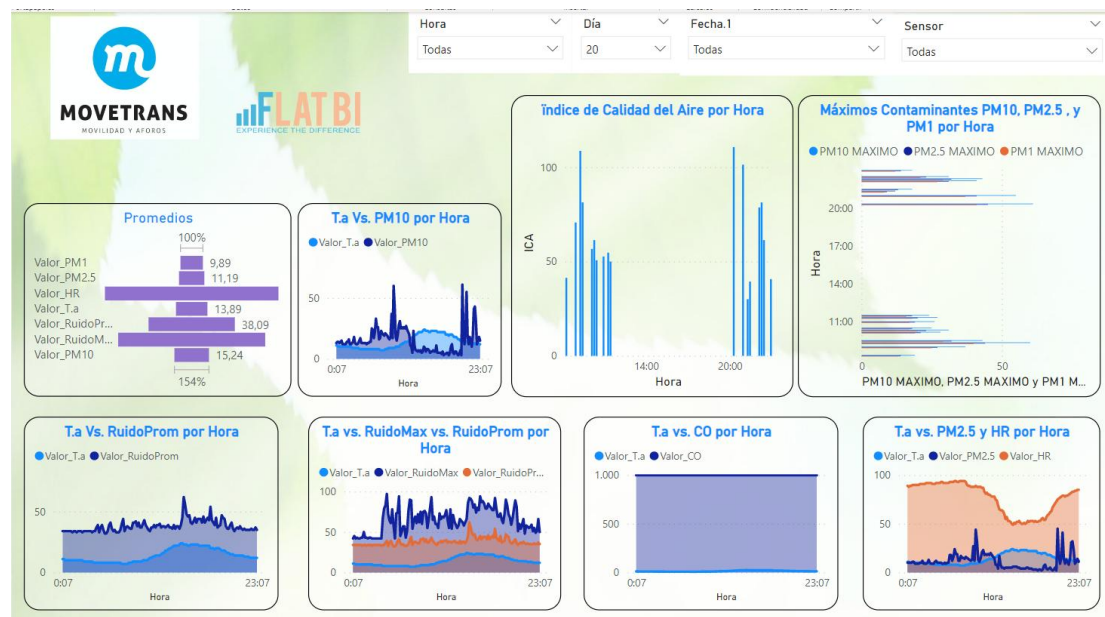 Hora
Día
Fecha.1
Sensor
Todas
20
Todas
Todas
m
MOVETRANS
MOVILIDAD Y AFOROS
FLATBI
EXPERIENCE THE DIFFERENCE
Promedios
100%
Valor_PM1
9,89
Valor_PM2.5
11,19
Valor_HR
Valor_T.a
13,89
Valor_RuidoPr...
38,09
Valor_RuidoM...
Valor_PM10
15,24
154%
T.a Vs. PM10 por Hora
Valor_T.a Valor_PM10
50
0
0:07
23:07
Hora
ïndice de Calidad del Aire por Hora
100
50
0
ICA
14:00
20:00
Hora
Máximos Contaminantes PM10, PM2.5 , y
PM1 por Hora
PM10 MAXIMO PM2.5 MAXIMO PM1 MAXIMO
20:00
17:00
14:00
11:00
Hora
0
50
PM10 MAXIMO, PM2.5 MAXIMO y PM1 M...
T.a Vs. RuidoProm por Hora
Valor_T.a Valor_RuidoProm
50
0
0:07
23:07
Hora
T.a vs. RuidoMax vs. RuidoProm por
Hora
Valor_T.a Valor_RuidoMax Valor_RuidoPr...
100
50
0
0:07
23:07
Hora
T.a vs. CO por Hora
Valor_T.a Valor_CO
1.000
500
0
0:07
23:07
Hora
T.a vs. PM2.5 y HR por Hora
Valor_T.a Valor_PM2.5 Valor_HR
100
50
0
0:07
23:07
Hora